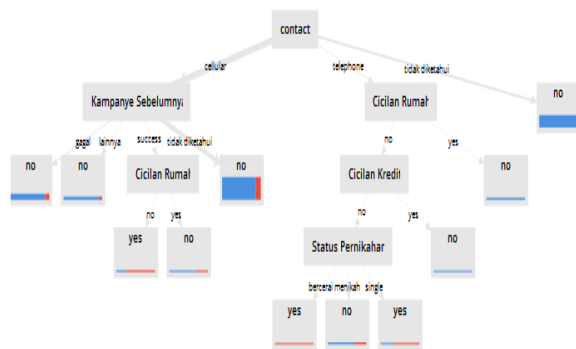 contact
cellular
telephone
tidak diketahui
Kampanye Sebelumnya
Cicilan Rumah
no
gagal
lainnya
success
tidak diketahui
no
yes
no
no
Cicilan Rumah
no
Cicilan Kredit
no
no
yes
no
yes
yes
no
Status Pernikahan
no
bercerai
menikah
single
yes
no
yes